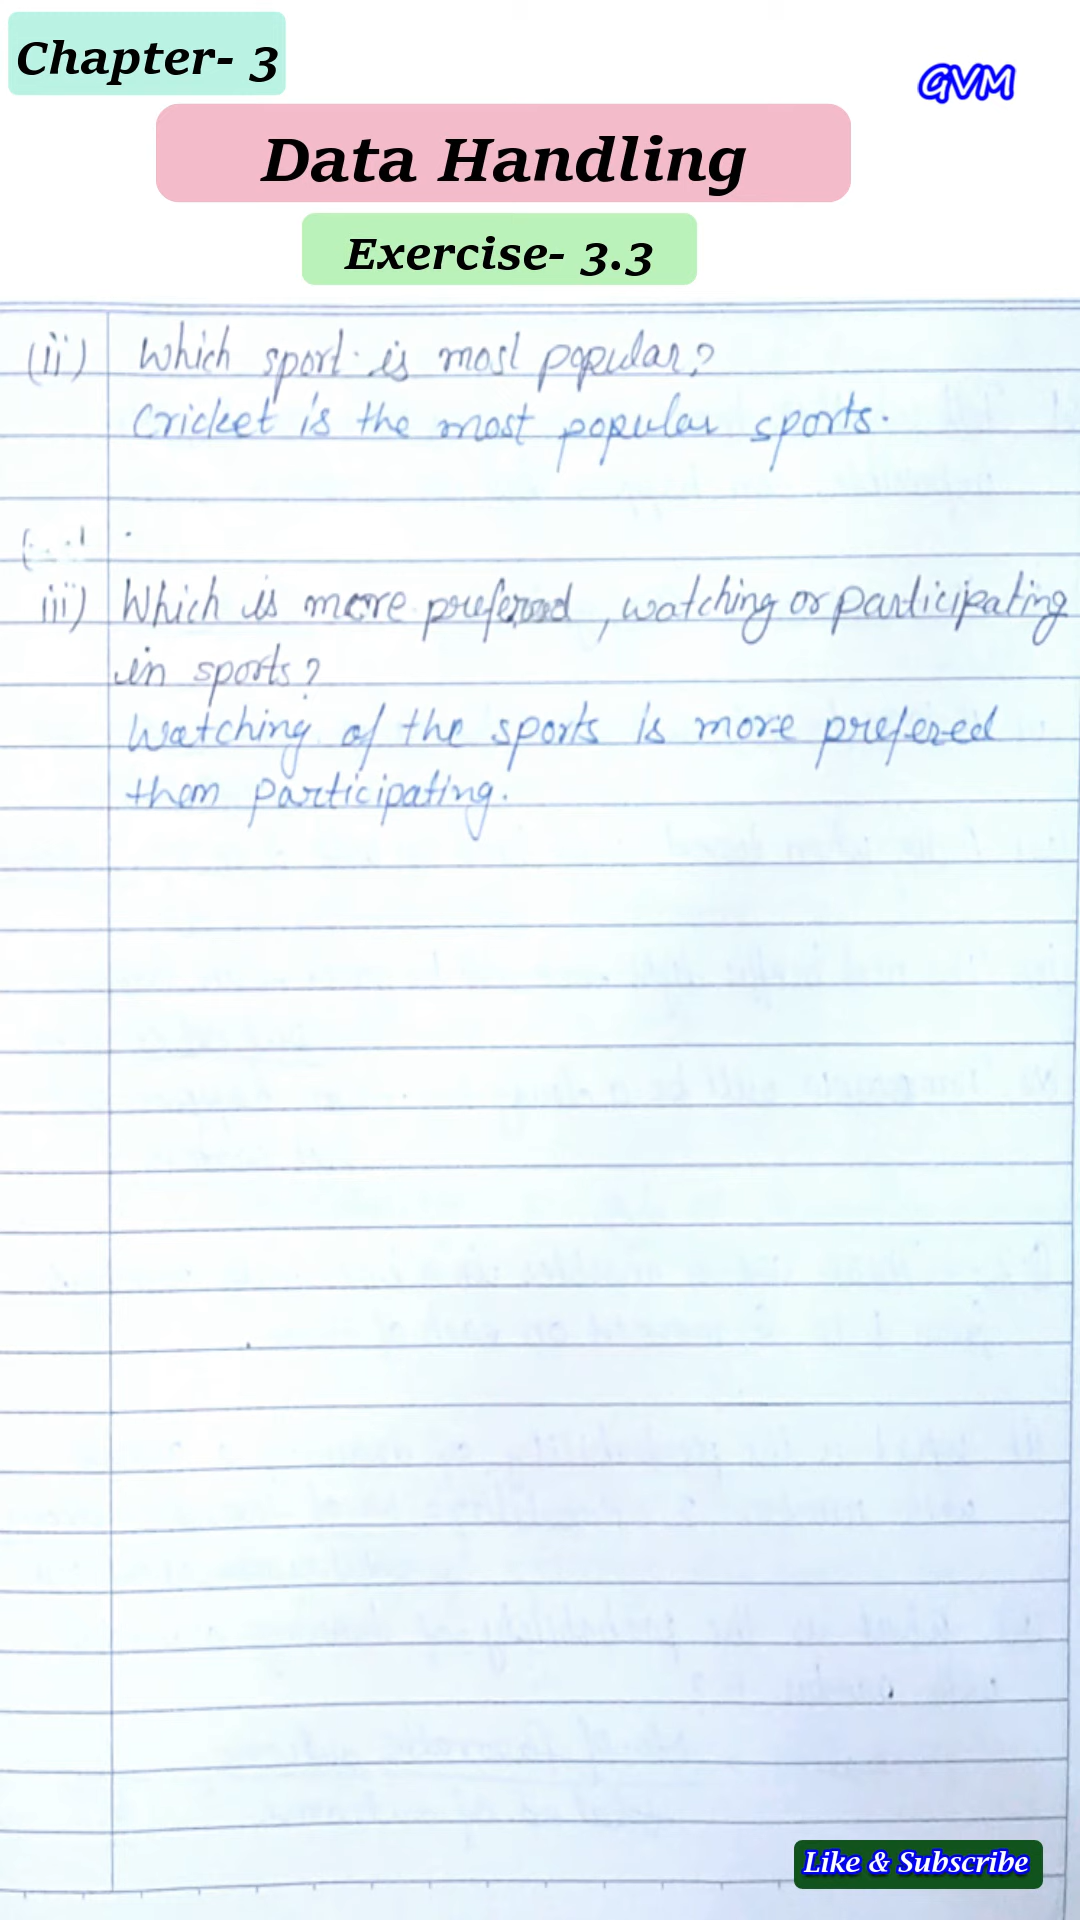 Chapter- 3
GVM
Data Handling
Exercise- 3.3
(ii) Which sport is most popular?
Cricket is the most popular sports.
iii) Which is more prefered, watching or participating
in sports?
Watching of the sports is more prefered
them participating.
Like & Subscribe